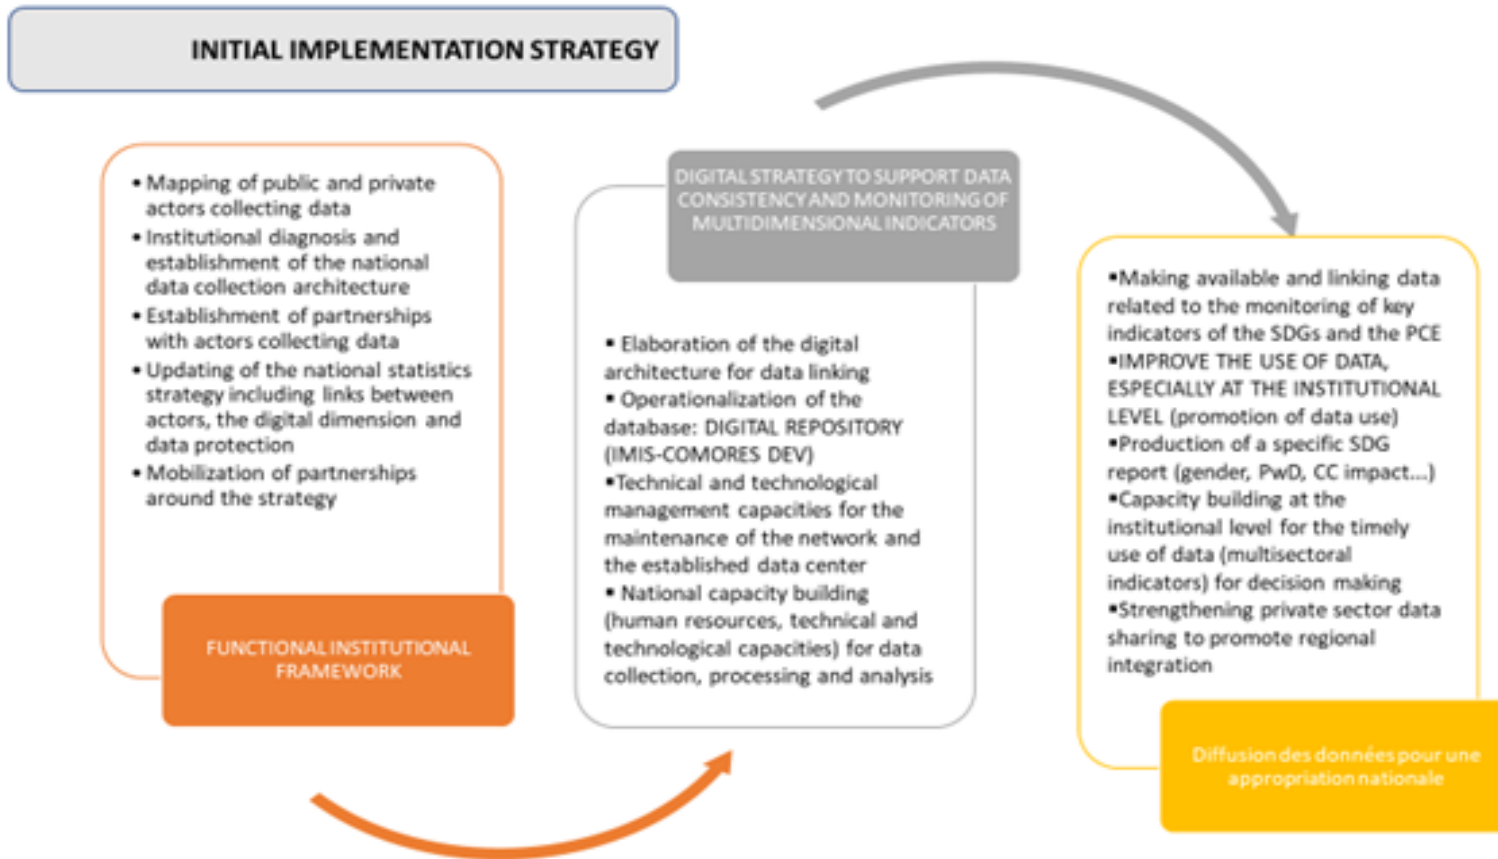 INITIAL IMPLEMENTATION STRATEGY
• Mapping of public and private
actors collecting data
• Institutional diagnosis and
establishment of the national
data collection architecture
• Establishment of partnerships
with actors collecting data
• Updating of the national statistics
strategy including links between
actors, the digital dimension and
data protection
• Mobilization of partnerships
around the strategy
FUNCTIONAL INSTITUTIONAL
FRAMEWORK
DIGITAL STRATEGY TO SUPPORT DATA
CONSISTENCY AND MONITORING OF
MULTIDIMENSIONAL INDICATORS
▪ Elaboration of the digital
architecture for data linking
▪ Operationalization of the
database: DIGITAL REPOSITORY
(IMIS-COMORES DEV)
▪Technical and technological
management capacities for the
maintenance of the network and
the established data center
▪ National capacity building
(human resources, technical and
technological capacities) for data
collection, processing and analysis
▪Making available and linking data
related to the monitoring of key
indicators of the SDGs and the PCE
▪IMPROVE THE USE OF DATA,
ESPECIALLY AT THE INSTITUTIONAL
LEVEL (promotion of data use)
▪Production of a specific SDG
report (gender, PwD, CC impact...)
▪Capacity building at the
institutional level for the timely
use of data (multisectoral
indicators) for decision making
▪Strengthening private sector data
sharing to promote regional
integration
Diffusion des données pour une
appropriation nationale